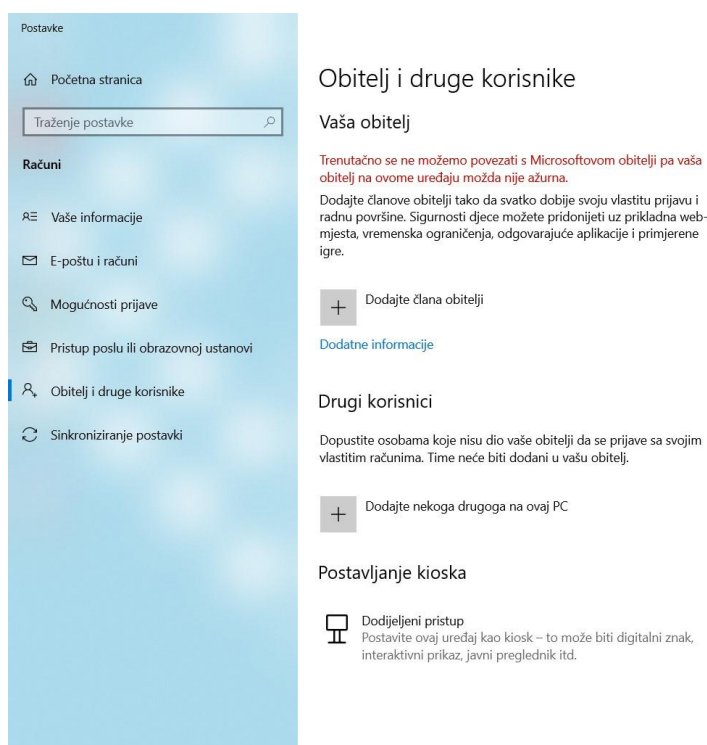 Postavke
Početna stranica
Traženje postavke
Računi
Vaše informacije
E-poštu i računi
Mogućnosti prijave
Pristup poslu ili obrazovnoj ustanovi
Obitelj i druge korisnike
Sinkroniziranje postavki
Obitelj i druge korisnike
Vaša obitelj
Trenutačno se ne možemo povezati s Microsoftovom obitelji pa vaša
obitelj na ovome uređaju možda nije ažurna.
Dodajte članove obitelji tako da svatko dobije svoju vlastitu prijavu i
radnu površine. Sigurnosti djece možete pridonijeti uz prikladna web-
mjesta, vremenska ograničenja, odgovarajuće aplikacije i primjerene
igre.
Dodajte člana obitelji
Dodatne informacije
Drugi korisnici
Dopustite osobama koje nisu dio vaše obitelji da se prijave sa svojim
vlastitim računima. Time neće biti dodani u vašu obitelj.
Dodajte nekoga drugoga na ovaj PC
Postavljanje kioska
Dodijeljeni pristup
Postavite ovaj uređaj kao kiosk – to može biti digitalni znak,
interaktivni prikaz, javni preglednik itd.